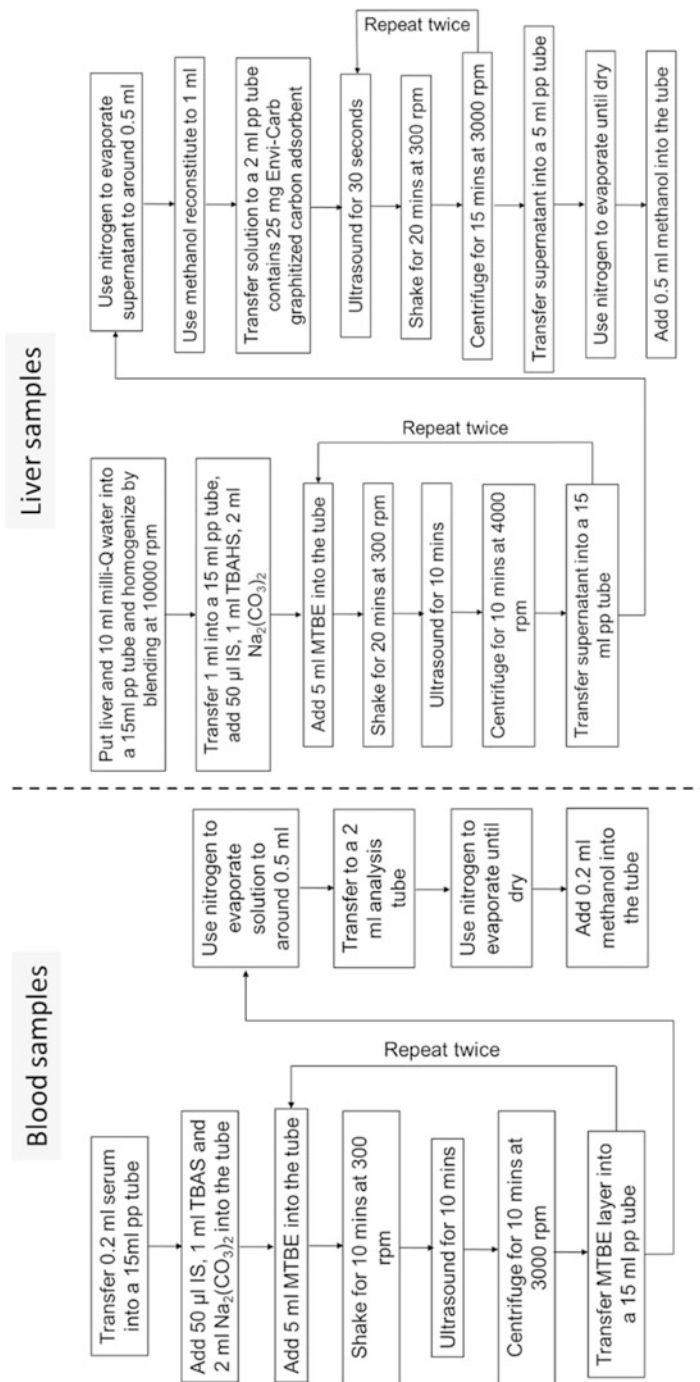 Blood samples
Transfer 0.2 ml serum
into a 15ml pp tube
Add 50 µl IS, 1 ml TBAS and
2 ml Na₂(CO₃)₂ into the tube
Add 5 ml MTBE into the tube
Shake for 10 mins at 300
rpm
Ultrasound for 10 mins
Centrifuge for 10 mins at
3000 rpm
Transfer MTBE layer into
a 15 ml pp tube
Repeat twice
Use nitrogen to
evaporate
solution to
around 0.5 ml
Transfer to a 2
ml analysis
tube
Use nitrogen to
evaporate until
dry
Add 0.2 ml
methanol into
the tube
Liver samples
Put liver and 10 ml milli-Q water into
a 15ml pp tube and homogenize by
blending at 10000 rpm
Transfer 1 ml into a 15 ml pp tube,
add 50 µl IS, 1 ml TBAHS, 2 ml
Na₂(CO₃)₂
Add 5 ml MTBE into the tube
Shake for 20 mins at 300 rpm
Ultrasound for 10 mins
Centrifuge for 10 mins at 4000
rpm
Transfer supernatant into a 15
ml pp tube
Repeat twice
Use nitrogen to evaporate
supernatant to around 0.5 ml
Use methanol reconstitute to 1 ml
Transfer solution to a 2 ml pp tube
contains 25 mg Envi-Carb
graphitized carbon adsorbent
Ultrasound for 30 seconds
Shake for 20 mins at 300 rpm
Centrifuge for 15 mins at 3000 rpm
Repeat twice
Transfer supernatant into a 5 ml pp tube
Use nitrogen to evaporate until dry
Add 0.5 ml methanol into the tube